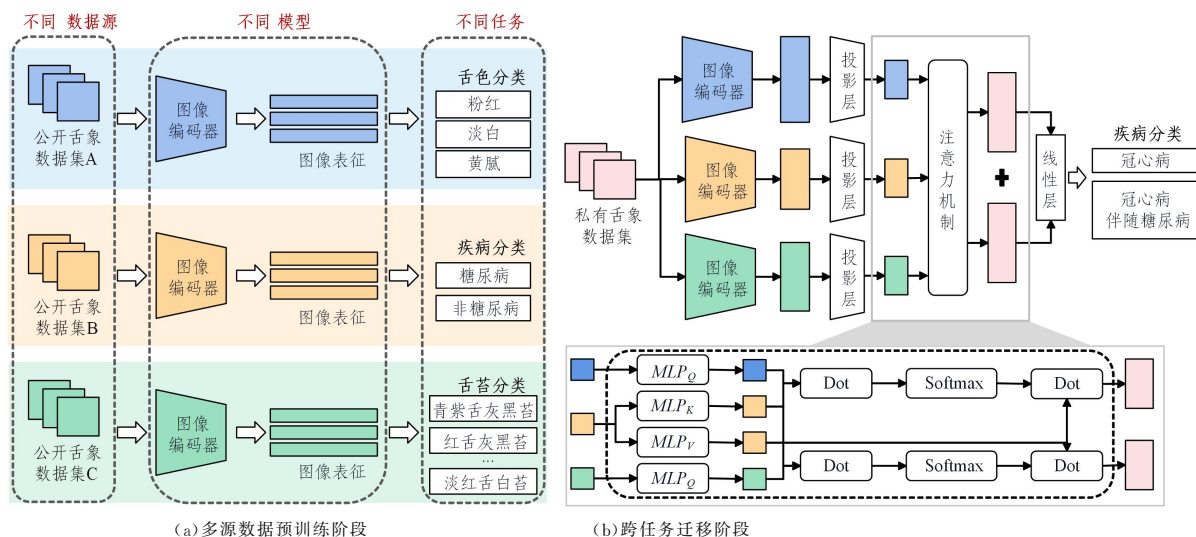 不同 数据源
不同 模型
不同任务
公开舌象
数据集A
图像
编码器
图像表征
舌色分类
粉红
淡白
黄腻
公开舌象
数据集B
图像
编码器
图像表征
疾病分类
糖尿病
非糖尿病
公开舌象
数据集C
图像
编码器
图像表征
舌苔分类
青紫舌灰黑苔
红舌灰黑苔
...
淡红舌白苔
(a)多源数据预训练阶段
私有舌象
数据集
图像
编码器
投影层
图像
编码器
投影层
图像
编码器
投影层
注意力机制
+
线性层
疾病分类
冠心病
冠心病
伴随糖尿病
MLP_Q
Dot
Softmax
Dot
MLP_K
MLP_V
MLP_Q
Dot
Softmax
Dot
(b)跨任务迁移阶段